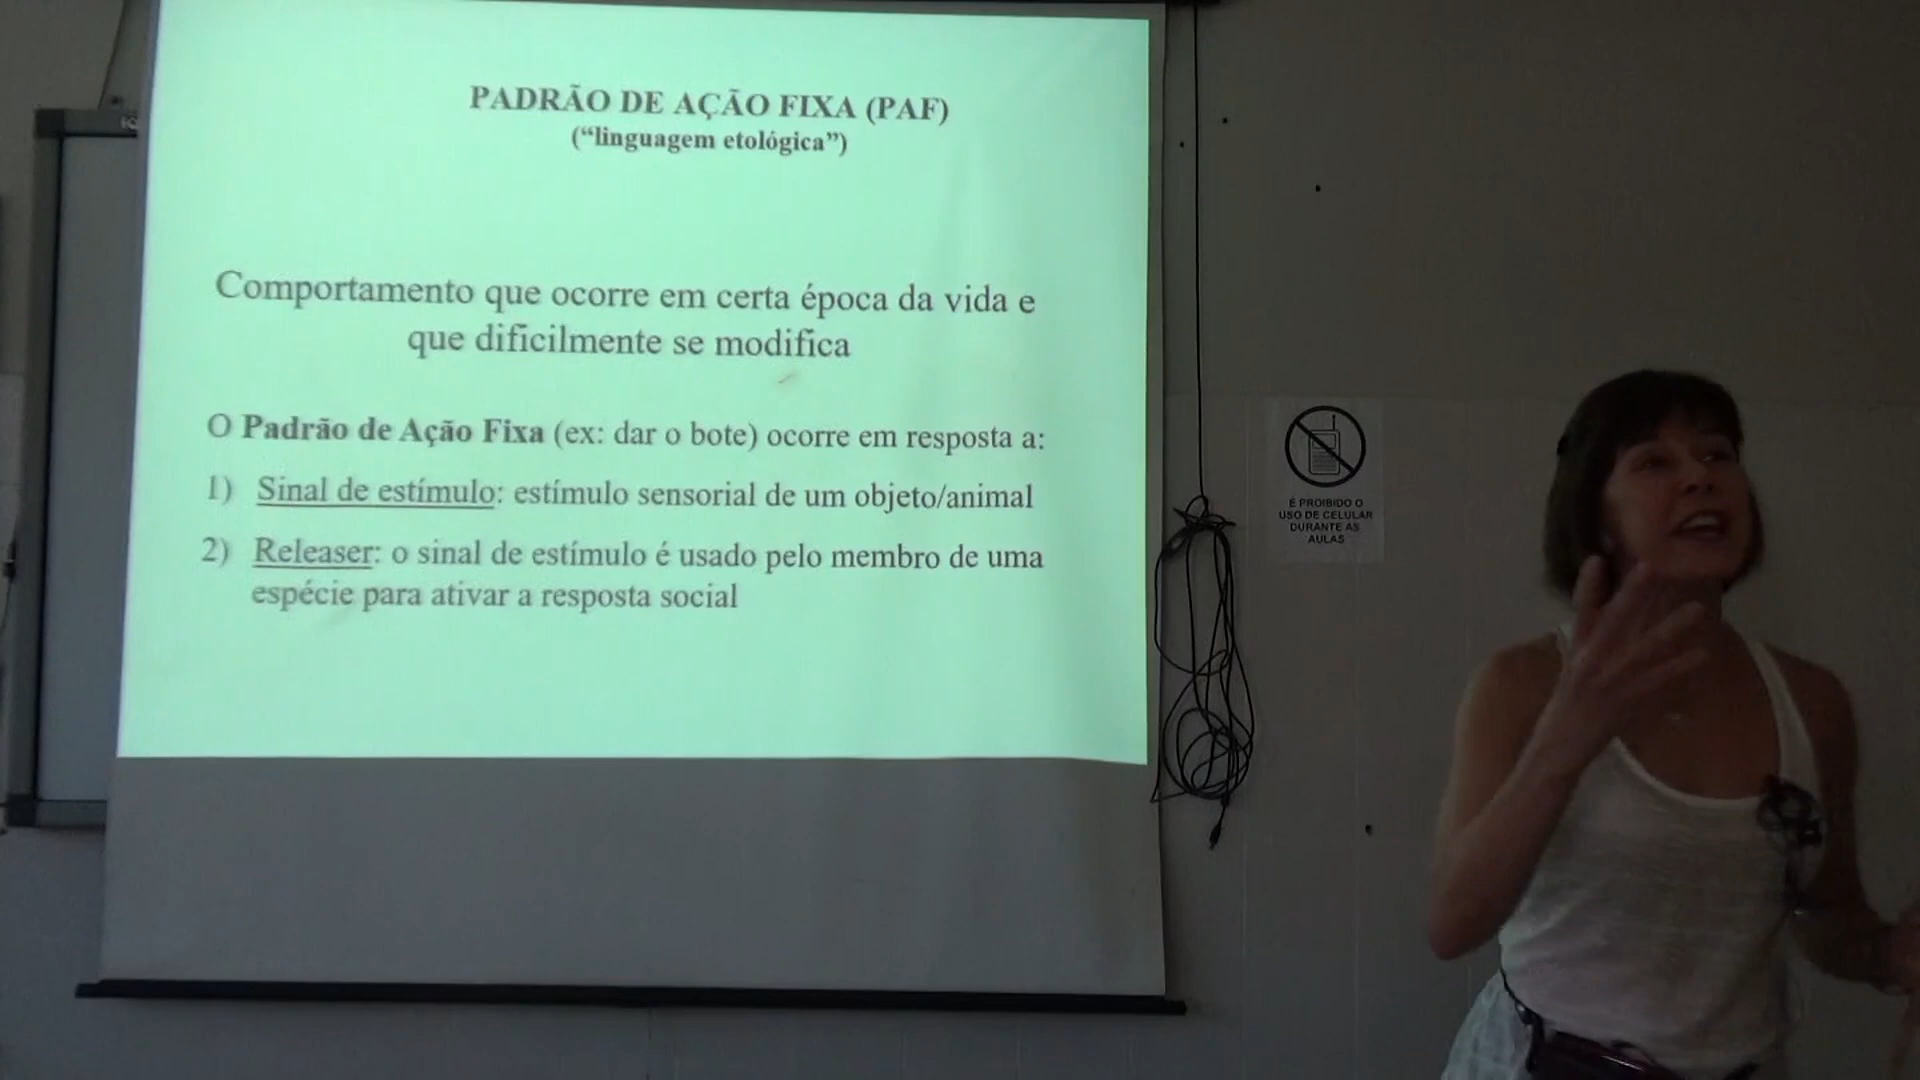 PADRÃO DE AÇÃO FIXA (PAF)
(“linguagem etológica”)
Comportamento que ocorre em certa época da vida e
que dificilmente se modifica
O Padrão de Ação Fixa (ex: dar o bote) ocorre em resposta a:
1) Sinal de estímulo: estímulo sensorial de um objeto/animal
2) Releaser: o sinal de estímulo é usado pelo membro de uma
espécie para ativar a resposta social
É PROIBIDO O
USO DE CELULAR
DURANTE AS
AULAS